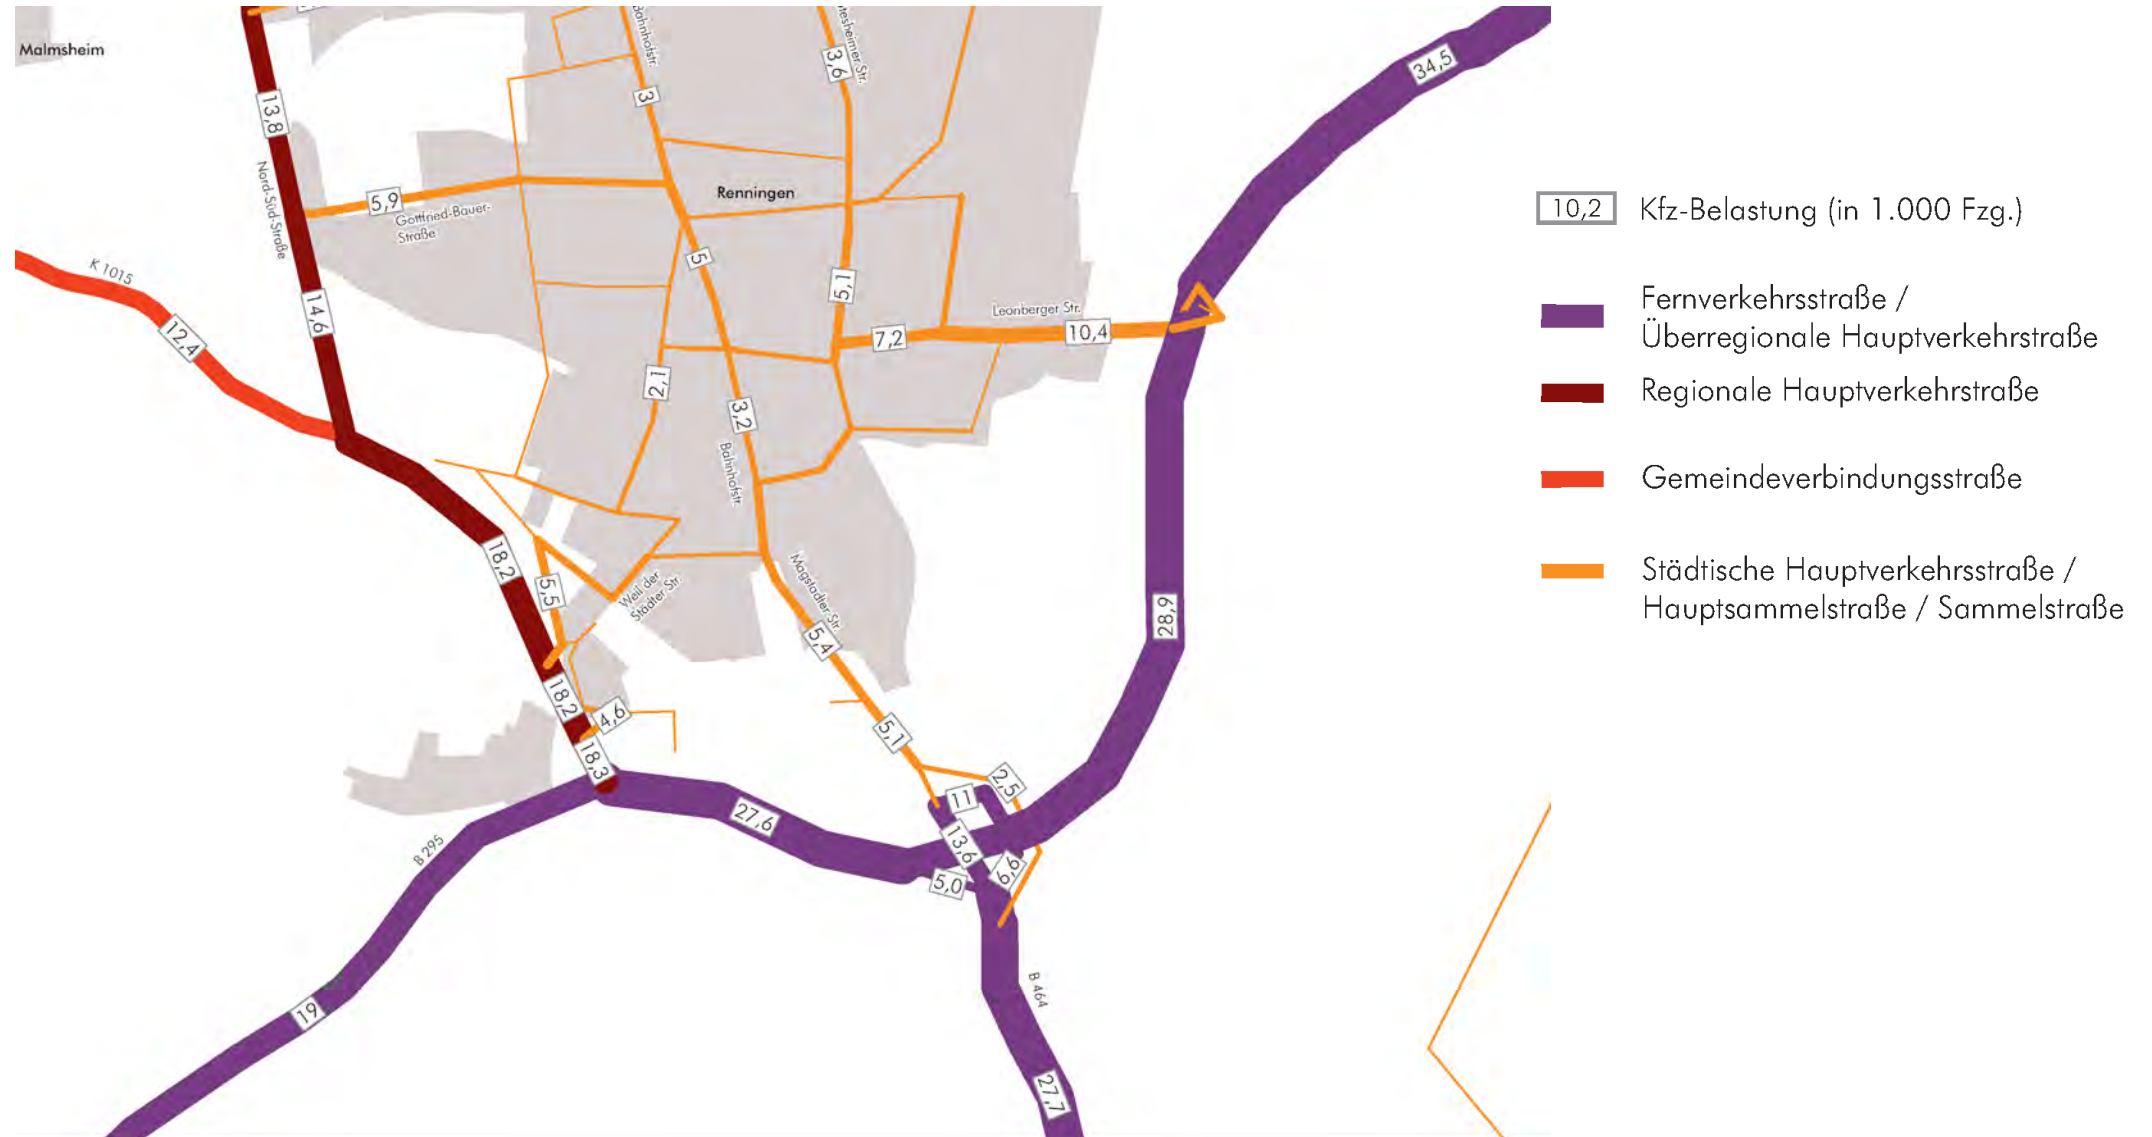 Malmsheim
13,8
Nord-Süd-Straße
Bahnhofstr.
3
3,6
34,5
5,9
Gottfried-Bauer-
Straße
Renningen
K 1015
12,4
14,6
5
5,1
Leonberger Str.
7,2
10,4
2,1
3,2
Bahnhofstr.
18,2
5,5
Weil der
Städter Str.
Magstadter Str.
5,4
28,9
18,2
4,6
18,3
5,1
2,5
11
27,6
13,6
6,6
5,0
B 295
19
B 464
27,7
10,2
Kfz-Belastung (in 1.000 Fzg.)
Fernverkehrsstraße /
Überregionale Hauptverkehrstraße
Regionale Hauptverkehrstraße
Gemeindeverbindungsstraße
Städtische Hauptverkehrsstraße /
Hauptsammelstraße / Sammelstraße